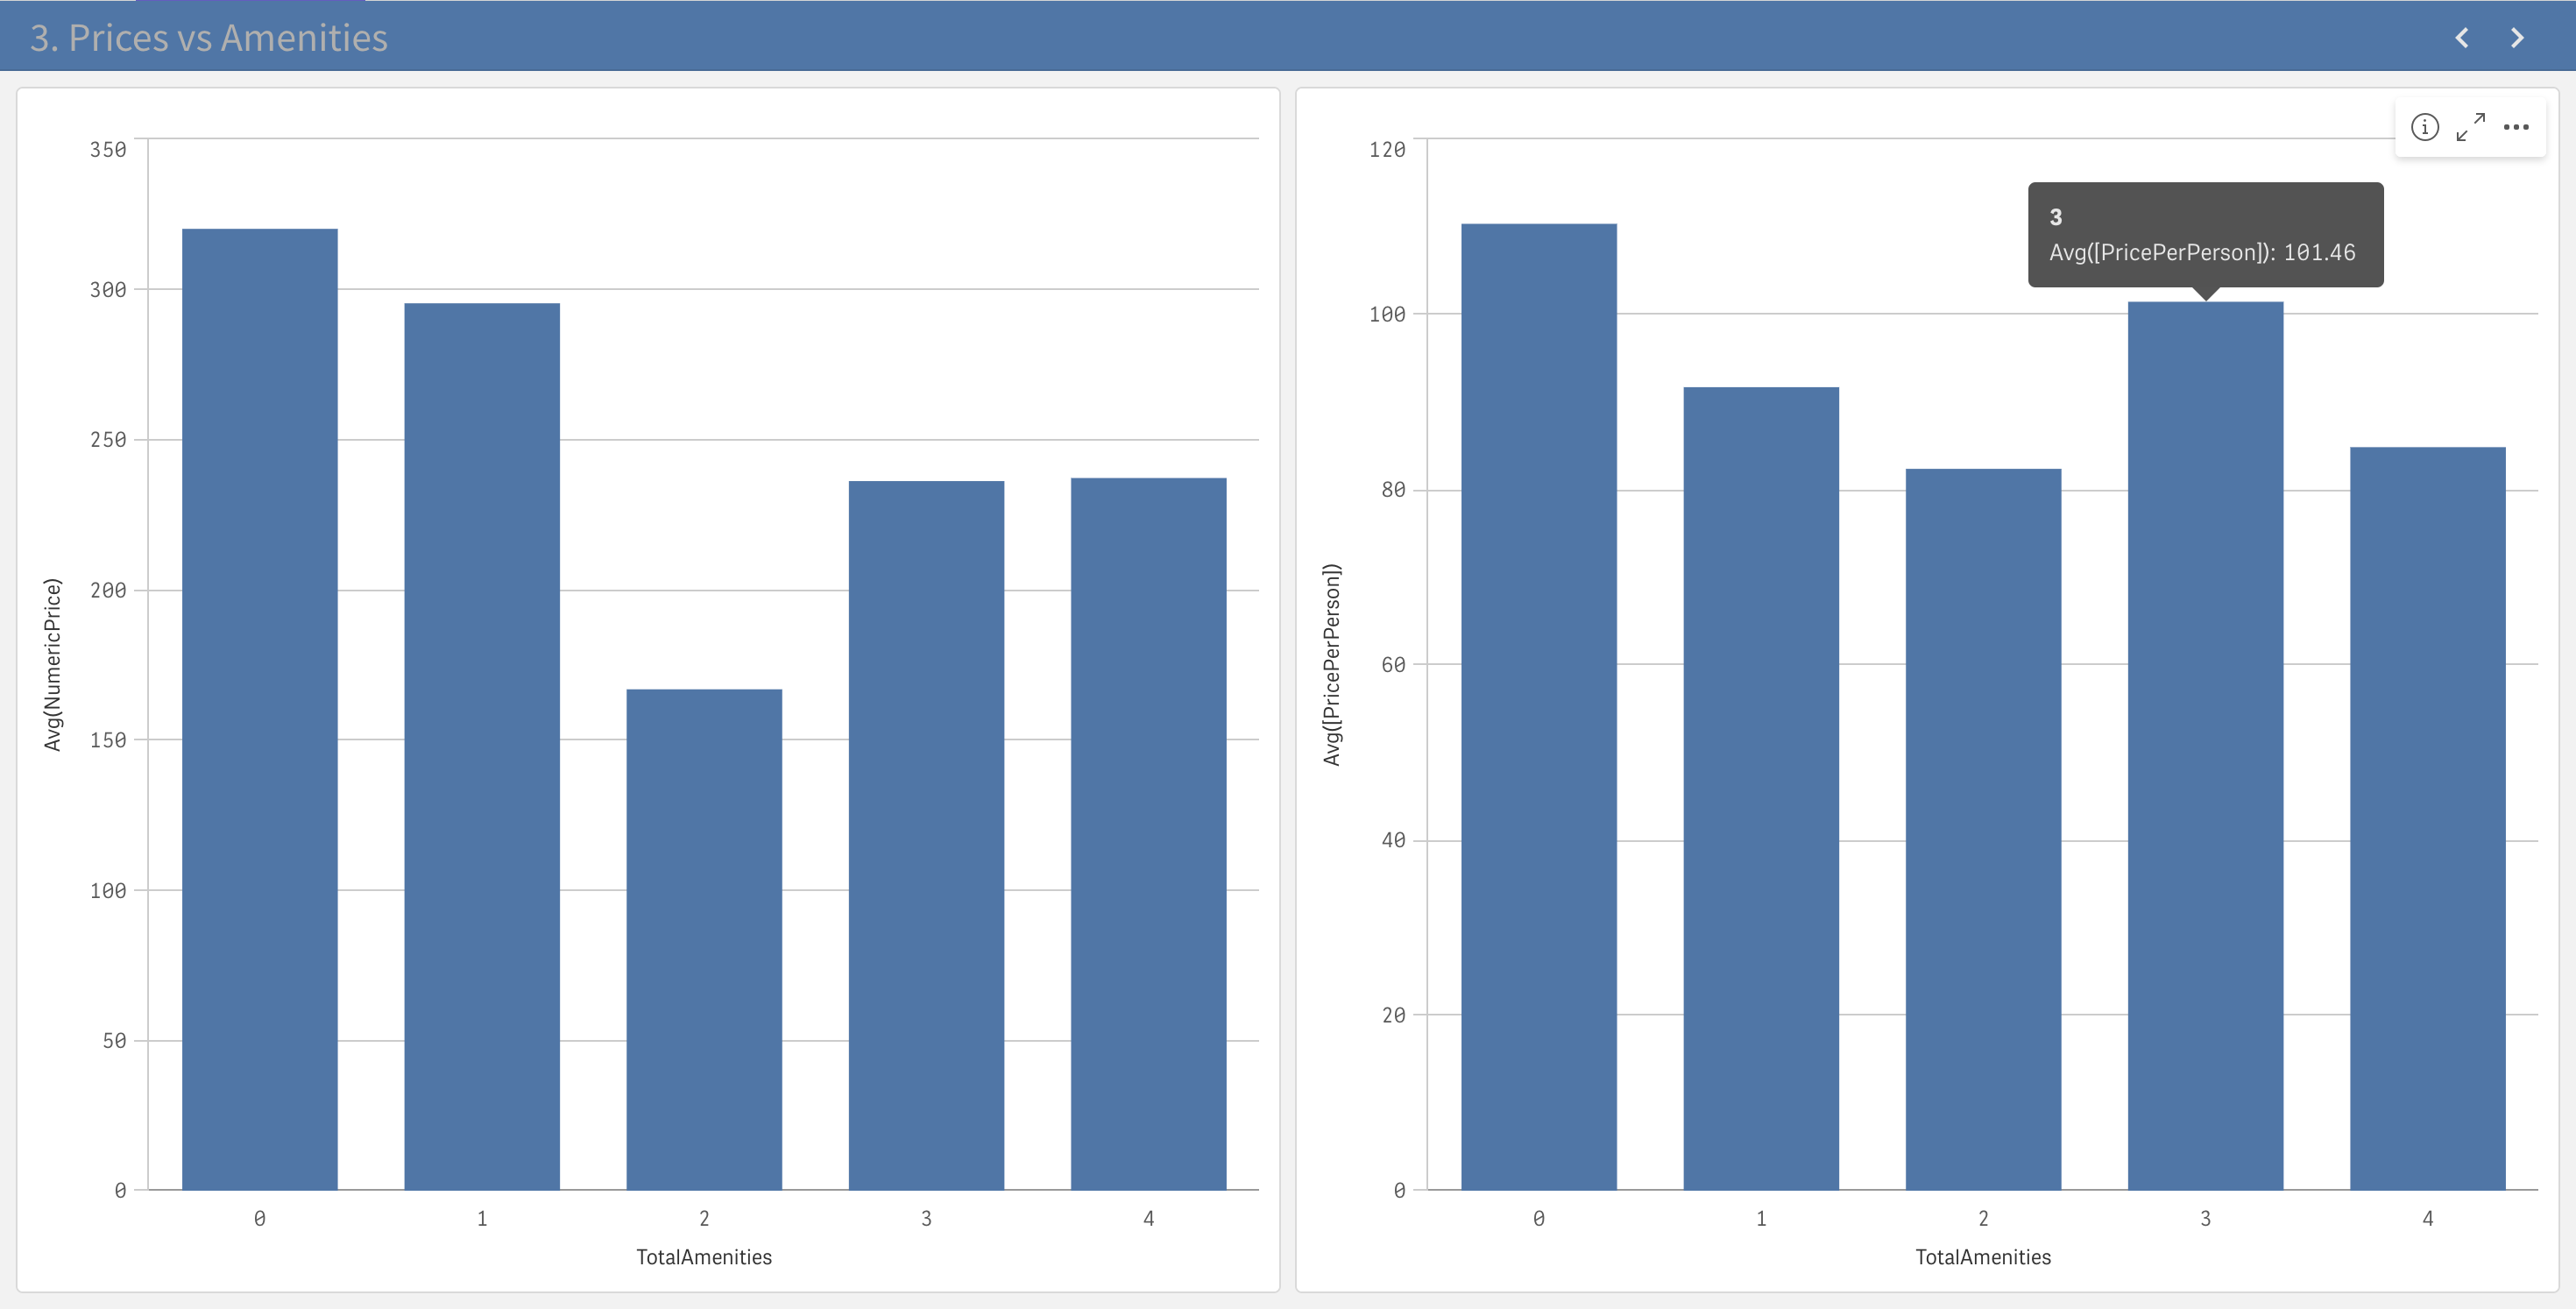 3. Prices vs Amenities
350
300
250
200
150
100
50
0
Avg(NumericPrice)
0 1 2 3 4
TotalAmenities
120
100
80
60
40
20
0
Avg([PricePerPerson])
3
Avg([PricePerPerson]): 101.46
0 1 2 3 4
TotalAmenities